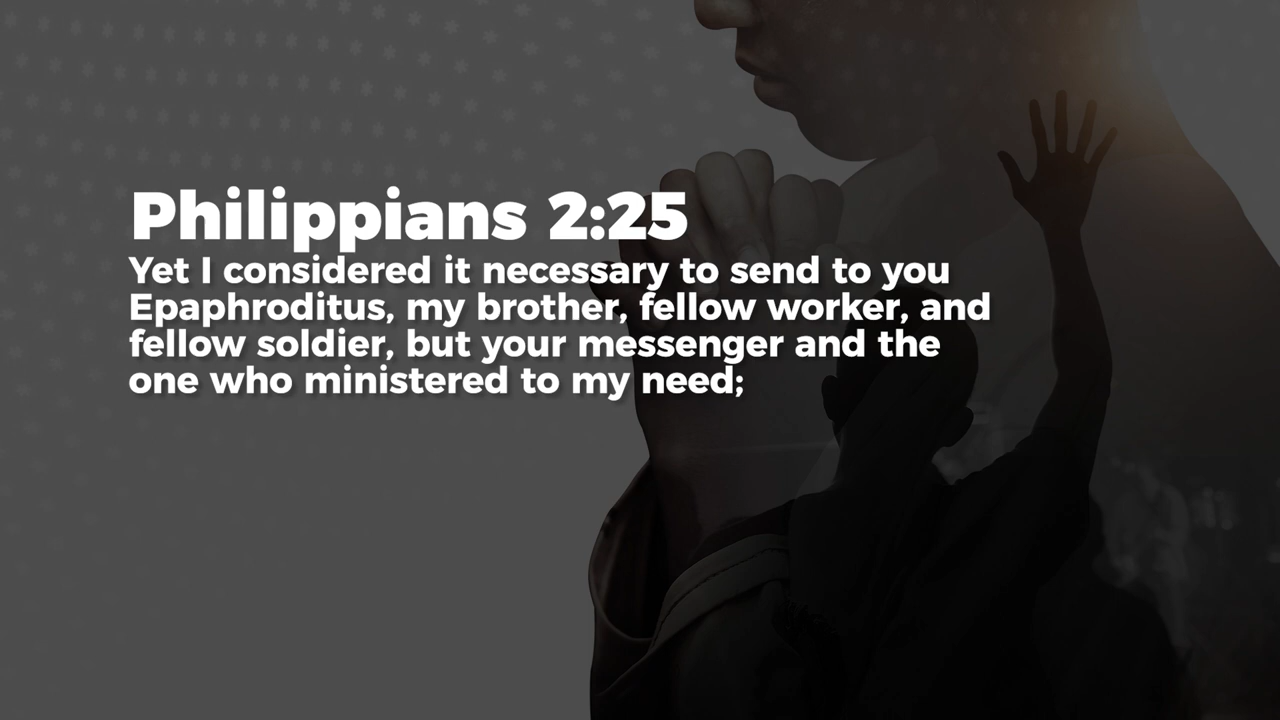 Philippians 2:25
Yet I considered it necessary to send to you
Epaphroditus, my brother, fellow worker, and
fellow soldier, but your messenger and the
one who ministered to my need;